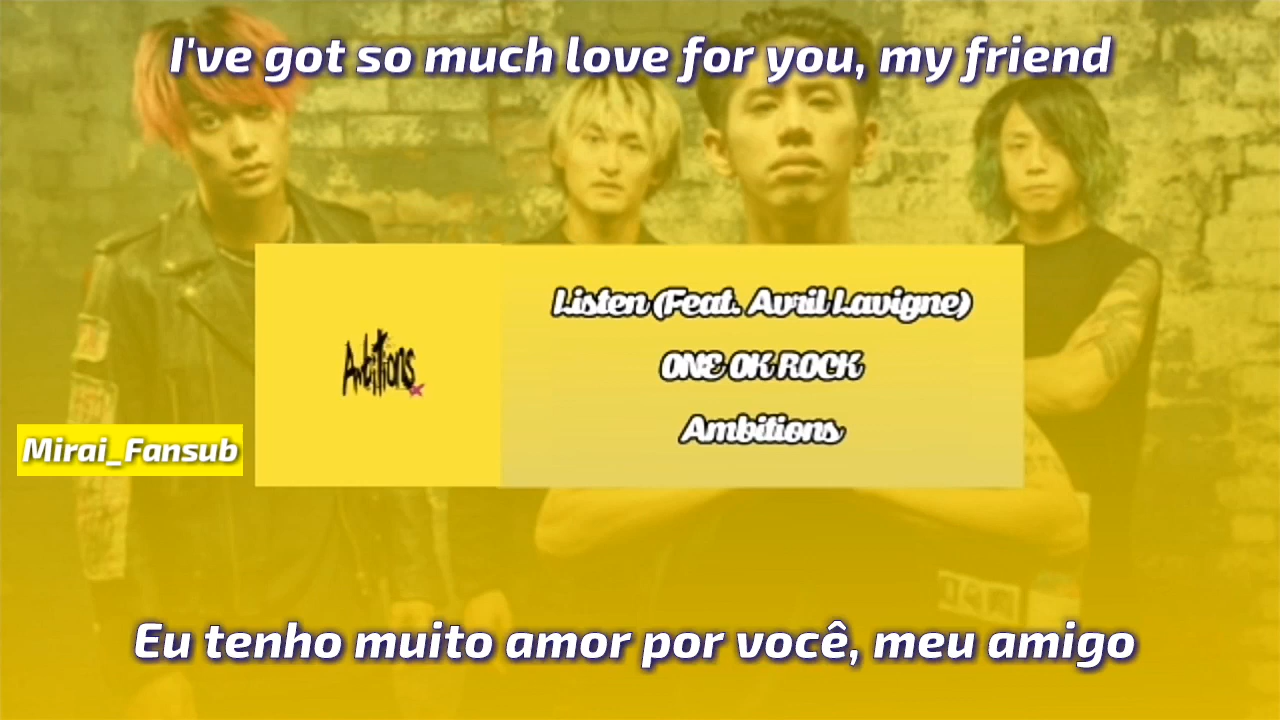 I've got so much love for you, my friend
Listen (Feat. Avril Lavigne)
Ambitions
ONE OK ROCK
Ambitions
Mirai_Fansub
Eu tenho muito amor por você, meu amigo